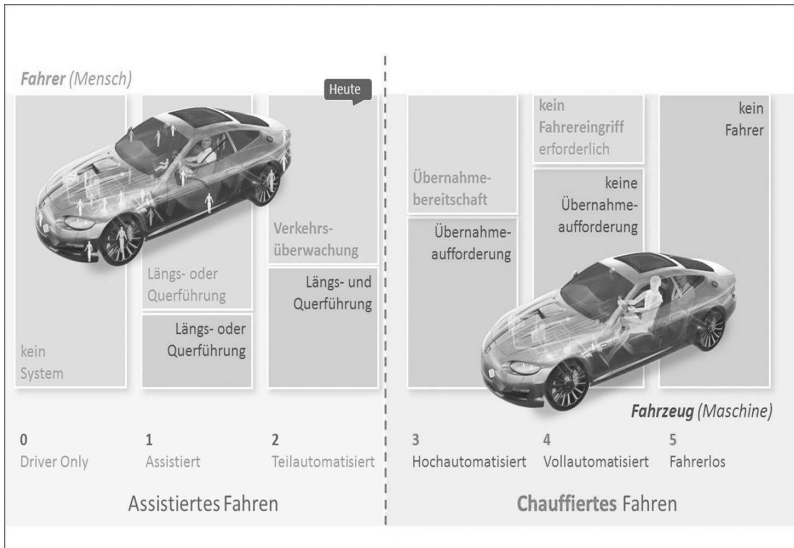 Fahrer (Mensch)
Heute
kein
System
Längs- oder
Querführung
Längs- oder
Querführung
Verkehrs-
überwachung
Längs- und
Querführung
Übernahme-
bereitschaft
Übernahme-
aufforderung
kein
Fahrereingriff
erforderlich
keine
Übernahme-
aufforderung
kein
Fahrer
Fahrzeug (Maschine)
0
Driver Only
1
Assistiert
2
Teilautomatisiert
3
Hochautomatisiert
4
Vollautomatisiert
5
Fahrerlos
Assistiertes Fahren
Chauffiertes Fahren